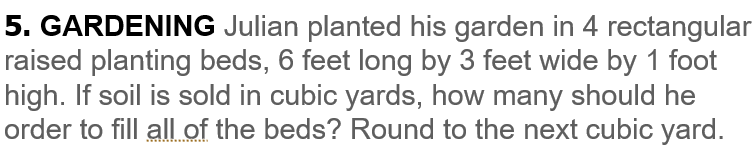 5. GARDENING Julian planted his garden in 4 rectangular
raised planting beds, 6 feet long by 3 feet wide by 1 foot
high. If soil is sold in cubic yards, how many should he
order to fill all of the beds? Round to the next cubic yard.